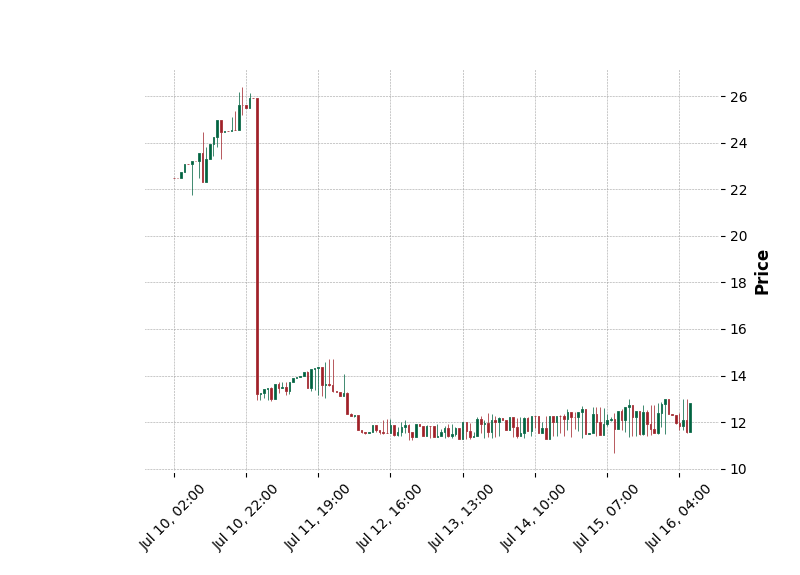 26
24
22
20
18
16
14
12
10
Price
Jul 10, 02:00
Jul 10, 22:00
Jul 11, 19:00
Jul 12, 16:00
Jul 13, 13:00
Jul 14, 10:00
Jul 15, 07:00
Jul 16, 04:00